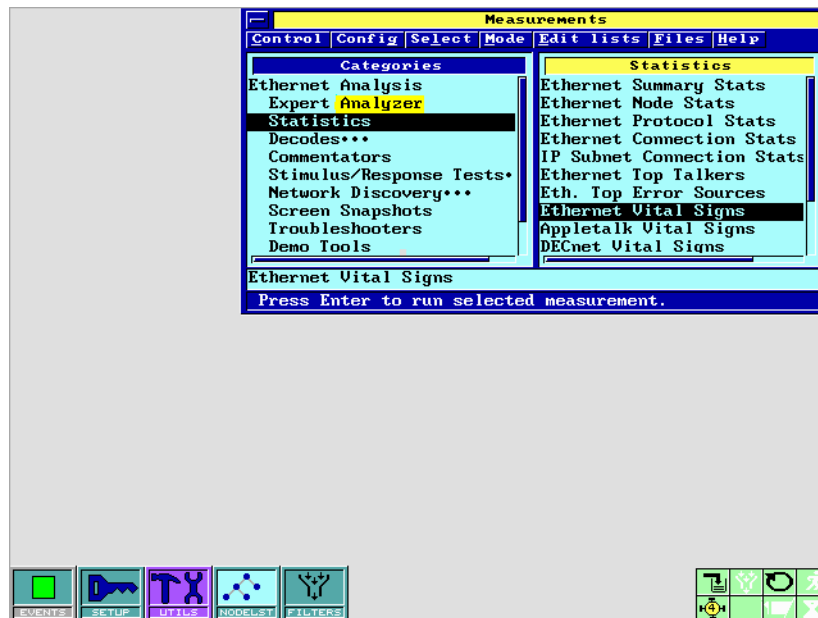 Measurements
Control Config Select Mode Edit lists Files Help
Categories
Ethernet Analysis
Expert Analyzer
Statistics
Decodes•••
Commentators
Stimulus/Response Tests•
Network Discovery•••
Screen Snapshots
Troubleshooters
Demo Tools
Statistics
Ethernet Summary Stats
Ethernet Node Stats
Ethernet Protocol Stats
Ethernet Connection Stats
IP Subnet Connection Stats
Ethernet Top Talkers
Eth. Top Error Sources
Ethernet Vital Signs
Appletalk Vital Signs
DECnet Vital Signs
Ethernet Vital Signs
Press Enter to run selected measurement.
EVENTS SETUP UTILS NODELST FILTERS
4